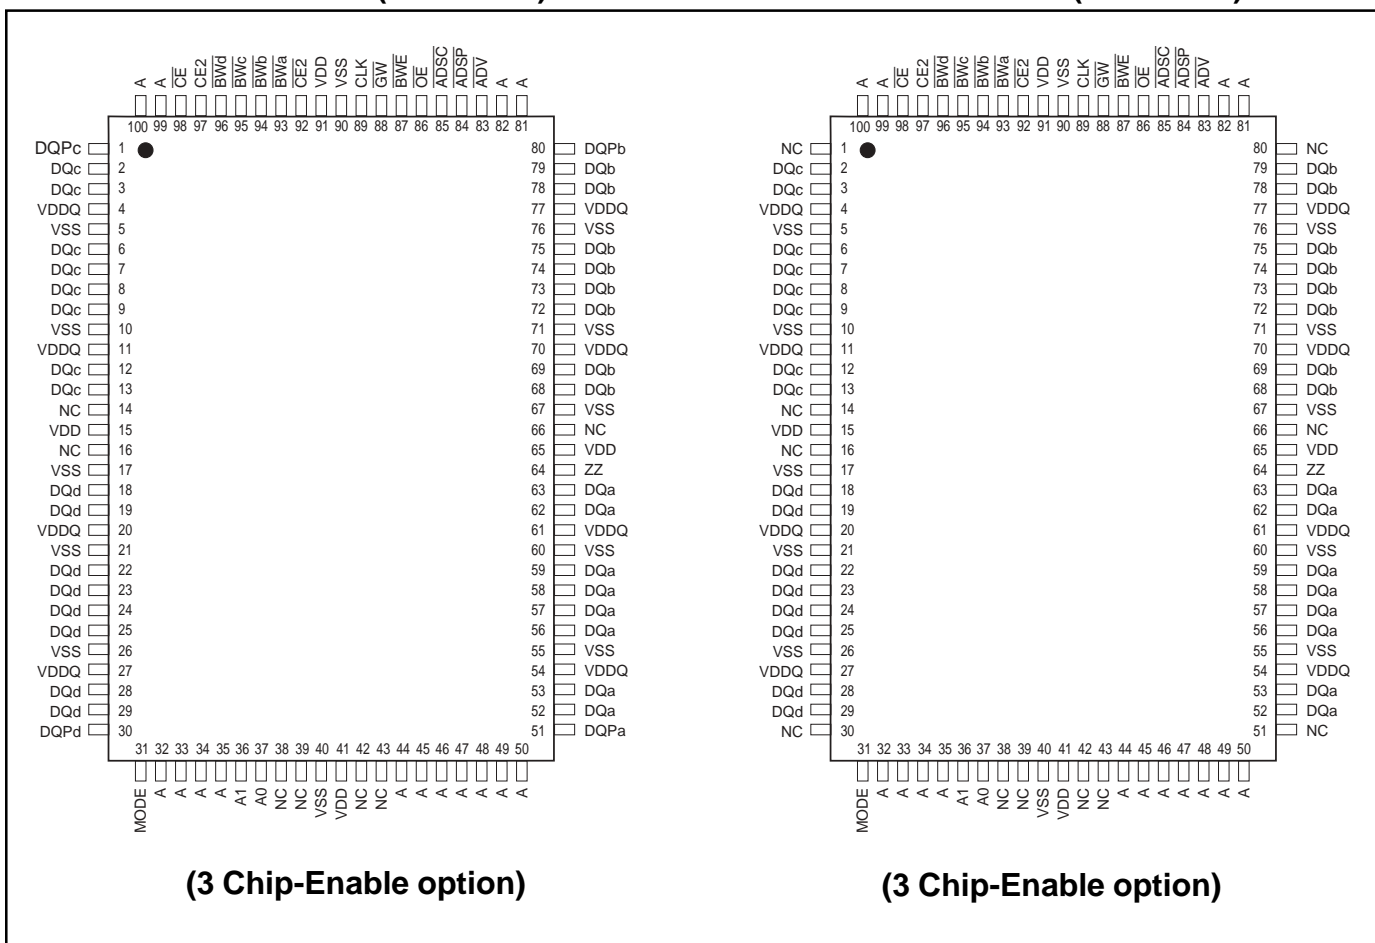 A A CE CE2 BWd BWc BWb BWa CE2 VDD VSS CLK GW BWE OE ADSC ADSP ADV A A
100 99 98 97 96 95 94 93 92 91 90 89 88 87 86 85 84 83 82 81
DQPc 1 80 DQPb
DQc 2 79 DQb
DQc 3 78 DQb
VDDQ 4 77 VDDQ
VSS 5 76 VSS
DQc 6 75 DQb
DQc 7 74 DQb
DQc 8 73 DQb
DQc 9 72 DQb
VSS 10 71 VSS
VDDQ 11 70 VDDQ
DQc 12 69 DQb
DQc 13 68 DQb
NC 14 67 VSS
VDD 15 66 NC
NC 16 65 VDD
VSS 17 64 ZZ
DQd 18 63 DQa
DQd 19 62 DQa
VDDQ 20 61 VDDQ
VSS 21 60 VSS
DQd 22 59 DQa
DQd 23 58 DQa
DQd 24 57 DQa
DQd 25 56 DQa
VSS 26 55 VSS
VDDQ 27 54 VDDQ
DQd 28 53 DQa
DQd 29 52 DQa
DQPd 30 51 DQPa
31 32 33 34 35 36 37 38 39 40 41 42 43 44 45 46 47 48 49 50
MODE A A A A A1 A0 NC NC VSS VDD NC NC A A A A A A A
(3 Chip-Enable option)
A A CE CE2 BWd BWc BWb BWa CE2 VDD VSS CLK GW BWE OE ADSC ADSP ADV A A
100 99 98 97 96 95 94 93 92 91 90 89 88 87 86 85 84 83 82 81
NC 1 80 NC
DQc 2 79 DQb
DQc 3 78 DQb
VDDQ 4 77 VDDQ
VSS 5 76 VSS
DQc 6 75 DQb
DQc 7 74 DQb
DQc 8 73 DQb
DQc 9 72 DQb
VSS 10 71 VSS
VDDQ 11 70 VDDQ
DQc 12 69 DQb
DQc 13 68 DQb
NC 14 67 VSS
VDD 15 66 NC
NC 16 65 VDD
VSS 17 64 ZZ
DQd 18 63 DQa
DQd 19 62 DQa
VDDQ 20 61 VDDQ
VSS 21 60 VSS
DQd 22 59 DQa
DQd 23 58 DQa
DQd 24 57 DQa
DQd 25 56 DQa
VSS 26 55 VSS
VDDQ 27 54 VDDQ
DQd 28 53 DQa
DQd 29 52 DQa
NC 30 51 NC
31 32 33 34 35 36 37 38 39 40 41 42 43 44 45 46 47 48 49 50
MODE A A A A A1 A0 NC NC VSS VDD NC NC A A A A A A A
(3 Chip-Enable option)